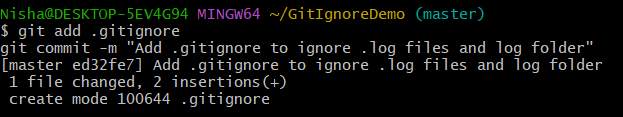 Nisha@DESKTOP-5EV4G94 MINGW64 ~/GitIgnoreDemo (master)
$ git add .gitignore
git commit -m "Add .gitignore to ignore .log files and log folder"
[master ed32fe7] Add .gitignore to ignore .log files and log folder
 1 file changed, 2 insertions(+)
 create mode 100644 .gitignore